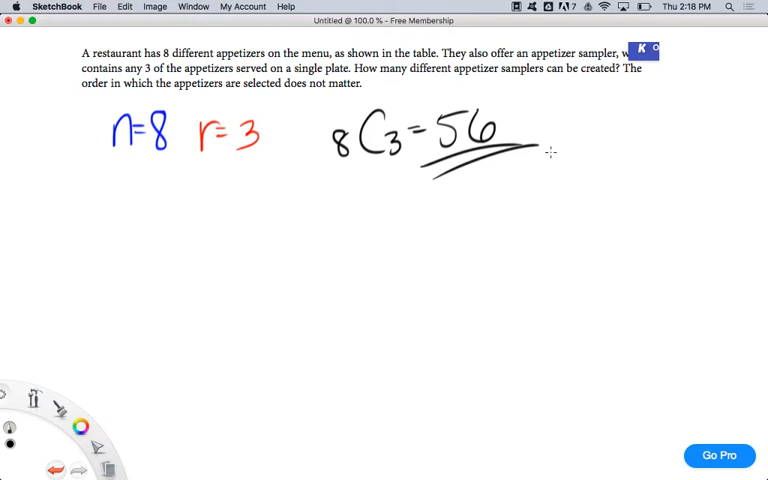 SketchBook File Edit Image Window My Account Help 7 Thu 2:18 PM
Untitled @ 100.0 % - Free Membership
A restaurant has 8 different appetizers on the menu, as shown in the table. They also offer an appetizer sampler, K
contains any 3 of the appetizers served on a single plate. How many different appetizer samplers can be created? The
order in which the appetizers are selected does not matter.
n=8 r=3 8C3=56
Go Pro